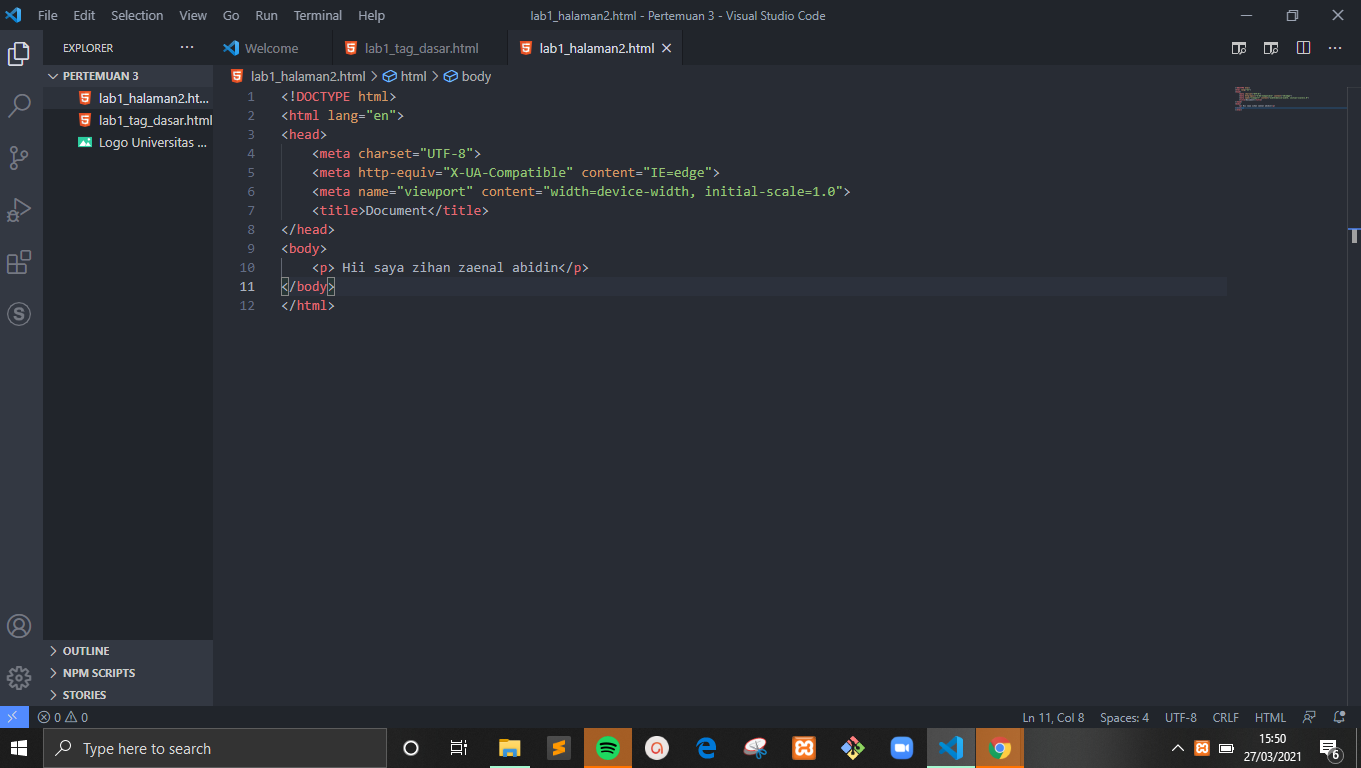 File Edit Selection View Go Run Terminal Help lab1_halaman2.html - Pertemuan 3 - Visual Studio Code
EXPLORER
Welcome lab1_tag_dasar.html lab1_halaman2.html
PERTEMUAN 3
lab1_halaman2.ht...
lab1_tag_dasar.html
Logo Universitas ...
OUTLINE
NPM SCRIPTS
STORIES
lab1_halaman2.html > html > body
1 <!DOCTYPE html>
2 <html lang="en">
3 <head>
4 <meta charset="UTF-8">
5 <meta http-equiv="X-UA-Compatible" content="IE=edge">
6 <meta name="viewport" content="width=device-width, initial-scale=1.0">
7 <title>Document</title>
8 </head>
9 <body>
10 <p> Hii saya zihan zaenal abidin</p>
11 </body>
12 </html>
0 0 Ln 11, Col 8 Spaces: 4 UTF-8 CRLF HTML
Type here to search
15:50
27/03/2021
6